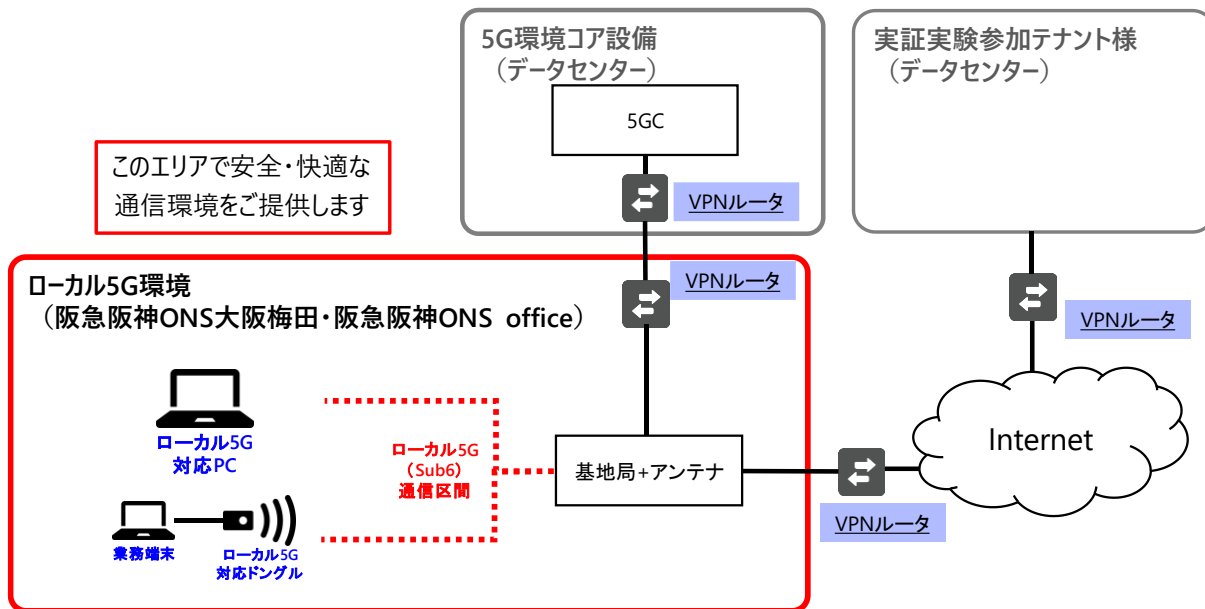 5G環境コア設備
（データセンター）
5GC
VPNルータ
実証実験参加テナント様
（データセンター）
このエリアで安全・快適な
通信環境をご提供します
VPNルータ
ローカル5G環境
（阪急阪神ONS大阪梅田・阪急阪神ONS office）
VPNルータ
ローカル5G
対応PC
ローカル5G
（Sub6）
通信区間
基地局+アンテナ
Internet
VPNルータ
業務端末
ローカル5G
対応ドングル